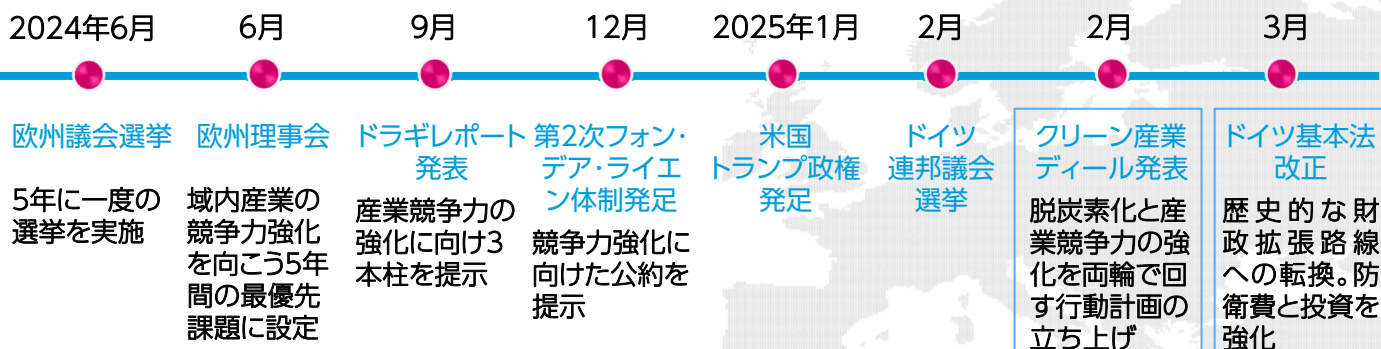 2024年6月
6月
9月
12月
2025年1月
2月
2月
3月
欧州議会選挙
5年に一度の
選挙を実施
欧州理事会
域内産業の
競争力強化
を向こう5年
間の最優先
課題に設定
ドラギレポート
発表
産業競争力の
強化に向け3
本柱を提示
第2次フォン・
デア・ライエ
ン体制発足
競争力強化に
向けた公約を
提示
米国
トランプ政権
発足
ドイツ
連邦議会
選挙
クリーン産業
ディール発表
脱炭素化と産
業競争力の強
化を両輪で回
す行動計画の
立ち上げ
ドイツ基本法
改正
歴史的な財
政拡張路線
への転換。防
衛費と投資を
強化